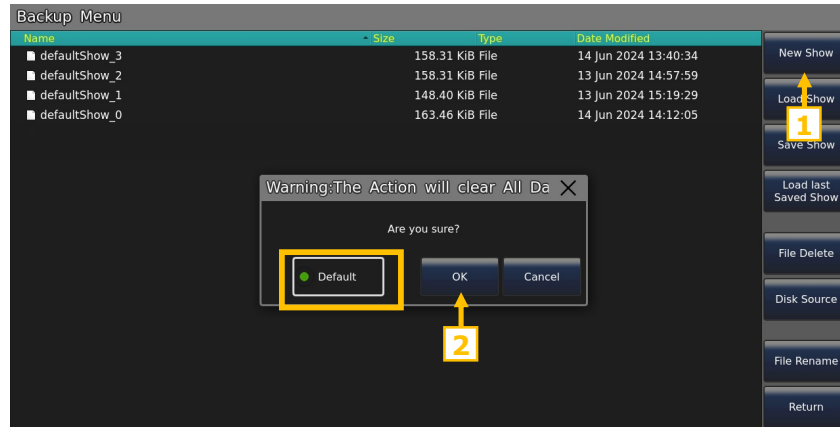 Backup Menu
Name Size Type Date Modified
defaultShow_3 158.31 KiB File 14 Jun 2024 13:40:34
defaultShow_2 158.31 KiB File 13 Jun 2024 14:57:59
defaultShow_1 148.40 KiB File 13 Jun 2024 15:19:29
defaultShow_0 163.46 KiB File 14 Jun 2024 14:12:05
Warning:The Action will clear All Da
Are you sure?
Default OK Cancel
2
New Show
Load Show
1
Save Show
Load last
Saved Show
File Delete
Disk Source
File Rename
Return